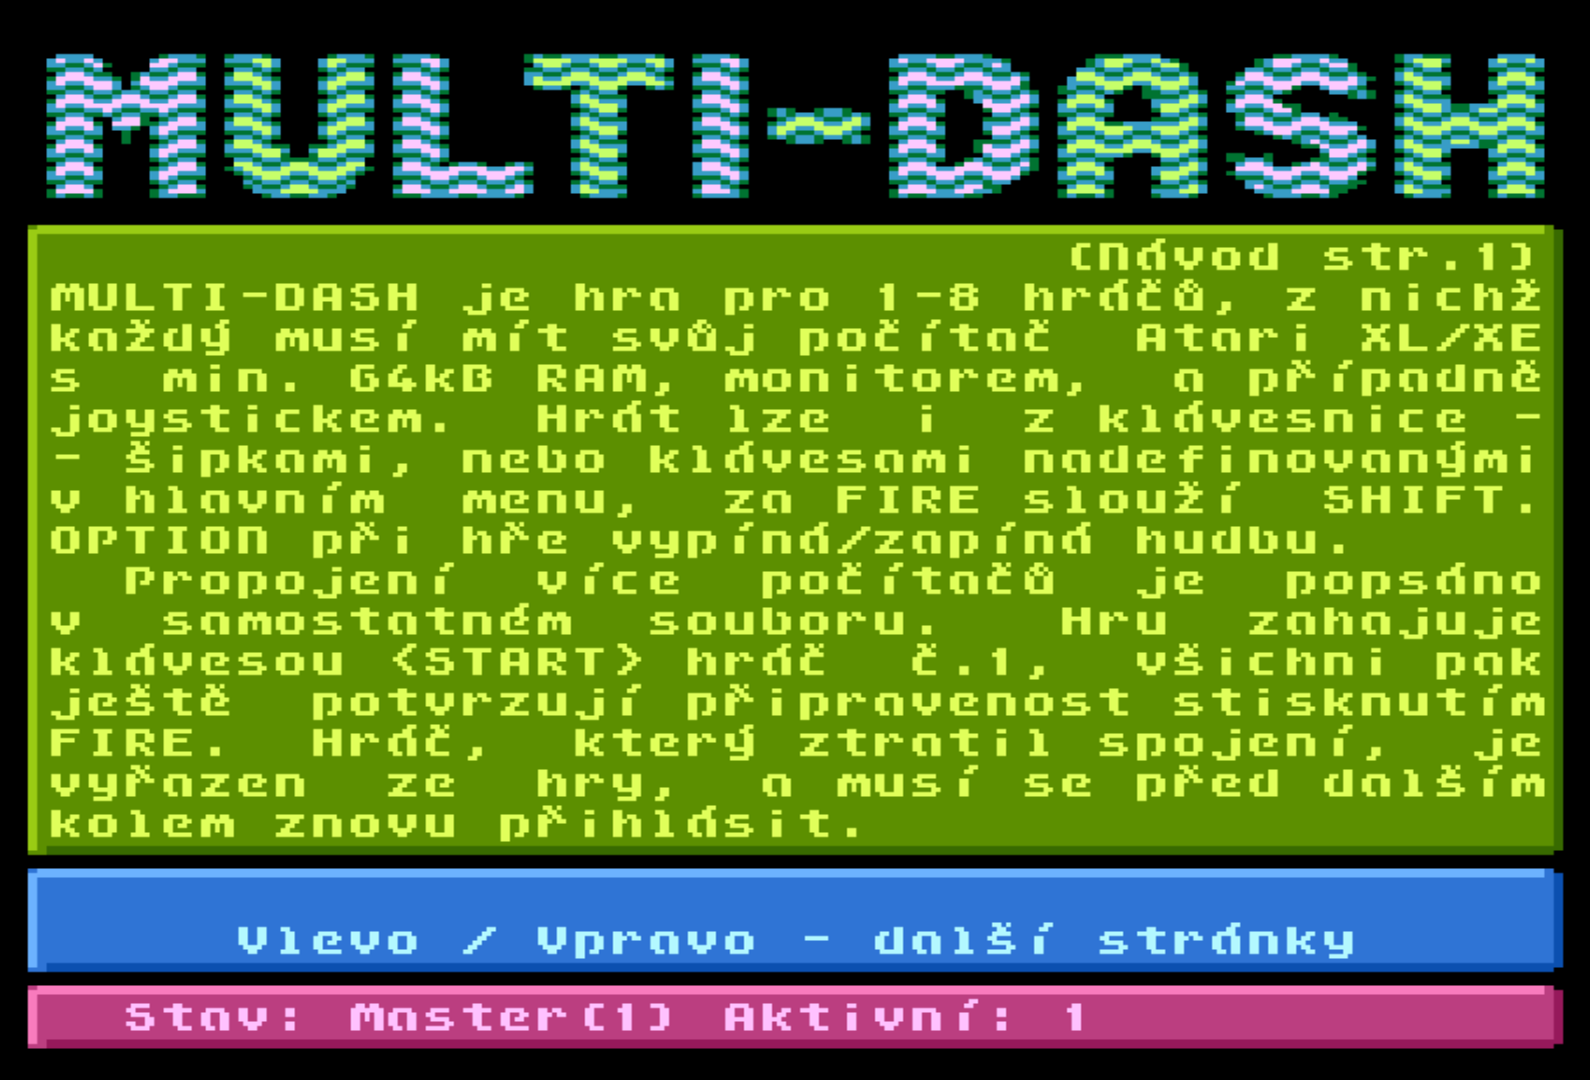 MULTI-DASH
(Návod str.1)
MULTI-DASH je hra pro 1-8 hráčů, z nichž
každý musí mít svůj počítač Atari XL/XE
s min. 64kB RAM, monitorem, a případně
joystickem. Hrát lze i z klávesnice -
- šipkami, nebo klávesami nadefinovanými
v hlavním menu, za FIRE slouží SHIFT.
OPTION při hře vypíná/zapíná hudbu.
Propojení více počítačů je popsáno
v samostatném souboru. Hru zahajuje
klávesou <START> hráč č.1, všichni pak
ještě potvrzují připravenost stisknutím
FIRE. Hráč, který ztratil spojení, je
vyřazen ze hry, a musí se před dalším
kolem znovu přihlásit.
Vlevo / Vpravo - další stránky
Stav: Master(1) Aktivní: 1